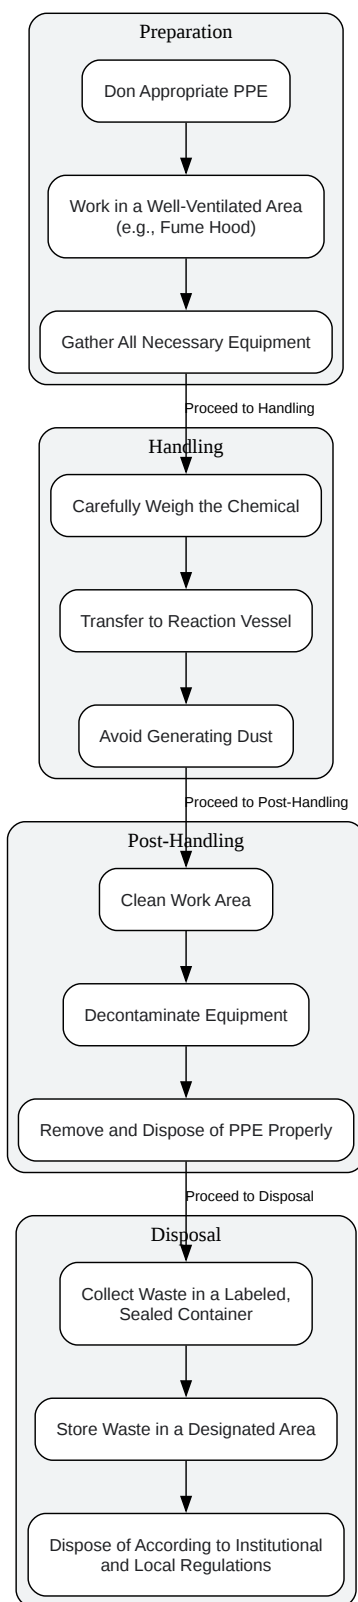 Preparation
Don Appropriate PPE
Work in a Well-Ventilated Area
(e.g., Fume Hood)
Gather All Necessary Equipment
Proceed to Handling
Handling
Carefully Weigh the Chemical
Transfer to Reaction Vessel
Avoid Generating Dust
Proceed to Post-Handling
Post-Handling
Clean Work Area
Decontaminate Equipment
Remove and Dispose of PPE Properly
Proceed to Disposal
Disposal
Collect Waste in a Labeled,
Sealed Container
Store Waste in a Designated Area
Dispose of According to Institutional
and Local Regulations